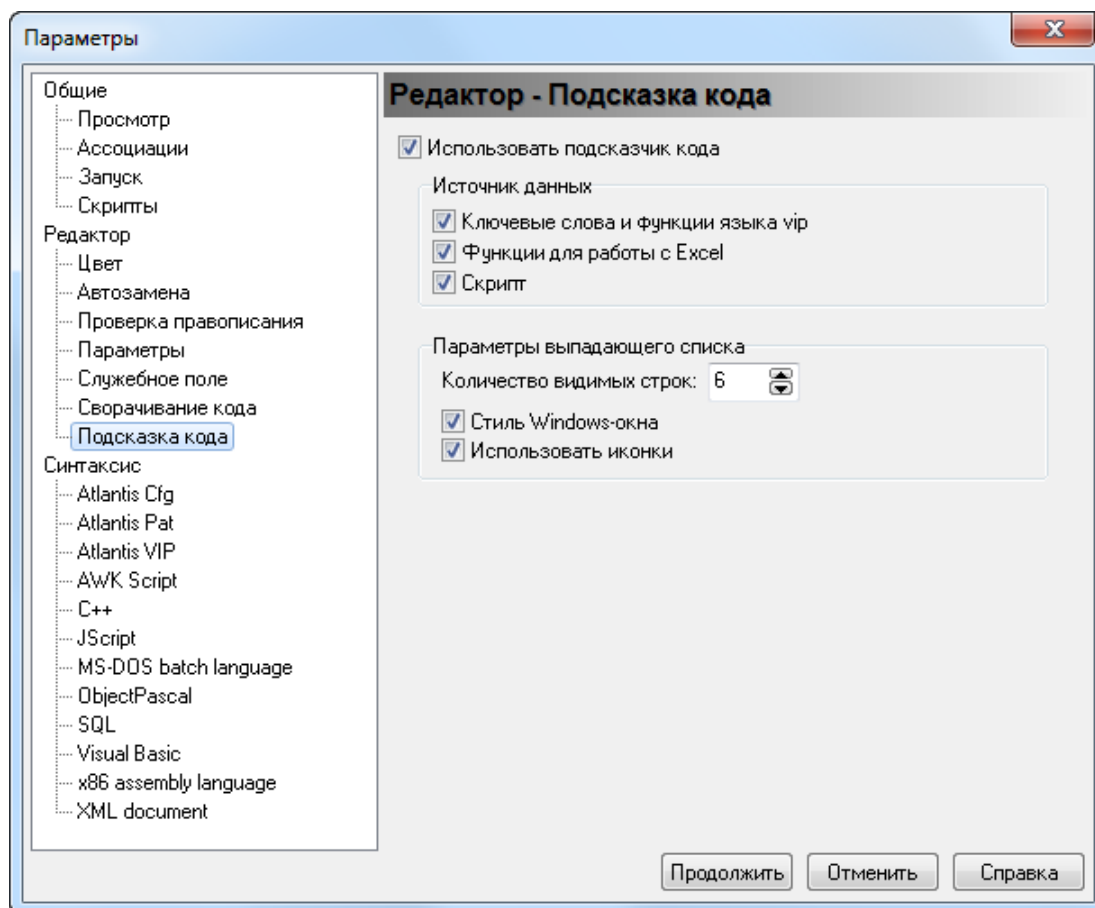 Параметры
Общие
Просмотр
Ассоциации
Запуск
Скрипты
Редактор
Цвет
Автозамена
Проверка правописания
Параметры
Служебное поле
Сворачивание кода
Подсказка кода
Синтаксис
Atlantis Cfg
Atlantis Pat
Atlantis VIP
AWK Script
C++
JScript
MS-DOS batch language
ObjectPascal
SQL
Visual Basic
x86 assembly language
XML document
Редактор - Подсказка кода
Использовать подсказчик кода
Источник данных
Ключевые слова и функции языка vip
Функции для работы с Excel
Скрипт
Параметры выпадающего списка
Количество видимых строк: 6
Стиль Windows-окна
Использовать иконки
Продолжить Отменить Справка